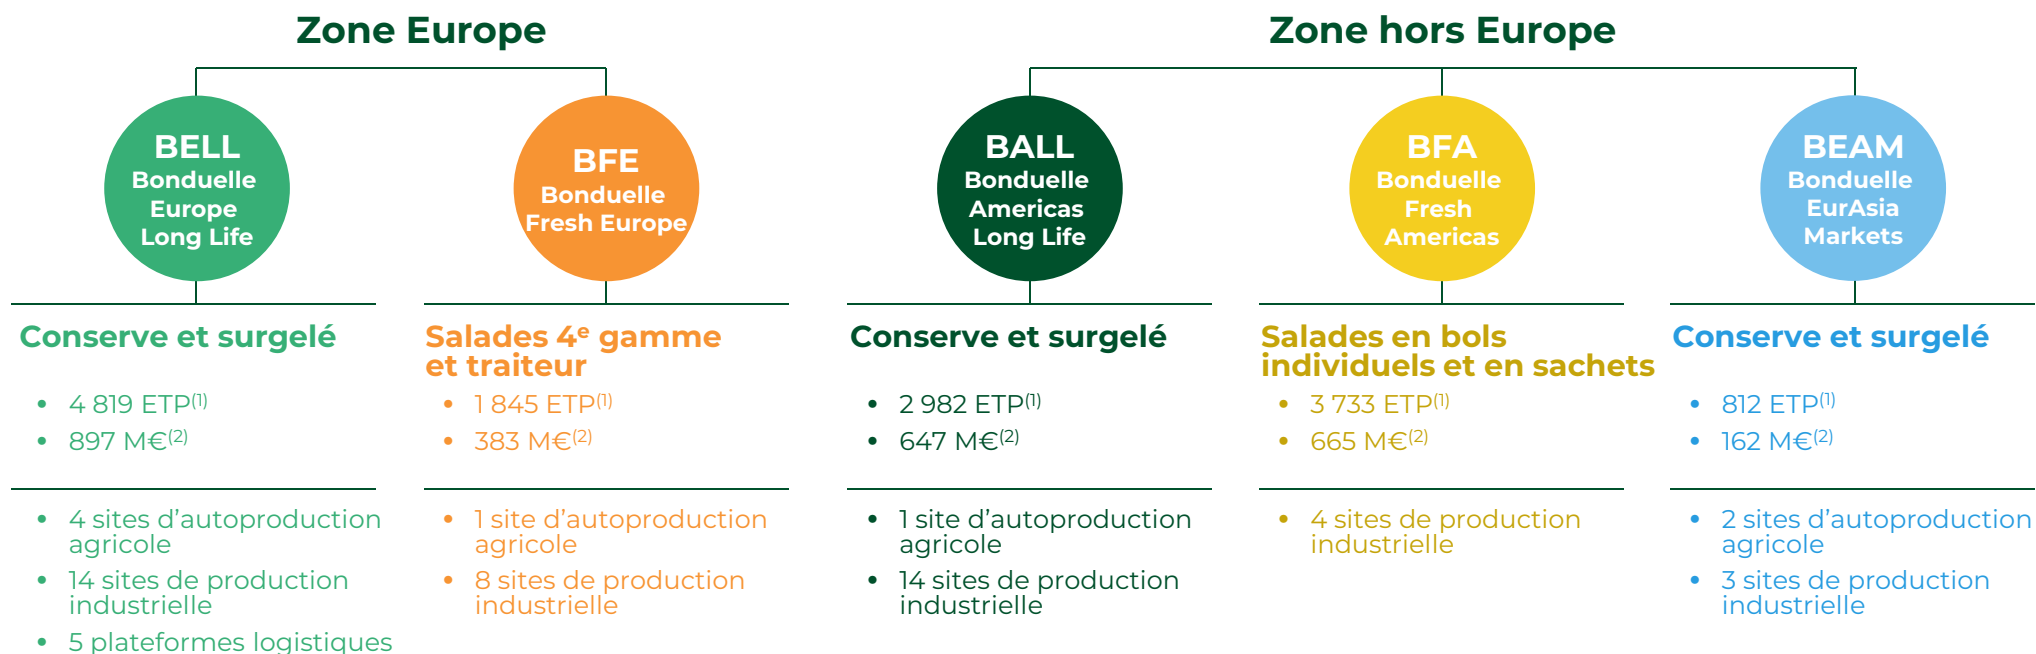 Zone Europe
Zone hors Europe
BELL
Bonduelle
Europe
Long Life
BFE
Bonduelle
Fresh Europe
BALL
Bonduelle
Americas
Long Life
BFA
Bonduelle
Fresh
Americas
BEAM
Bonduelle
EurAsia
Markets
Conserve et surgelé
• 4 819 ETP(1)
• 897 M€(2)
• 4 sites d’autoproduction
agricole
• 14 sites de production
industrielle
• 5 plateformes logistiques
Salades 4e gamme
et traiteur
• 1 845 ETP(1)
• 383 M€(2)
• 1 site d’autoproduction
agricole
• 8 sites de production
industrielle
Conserve et surgelé
• 2 982 ETP(1)
• 647 M€(2)
• 1 site d’autoproduction
agricole
• 14 sites de production
industrielle
Salades en bols
individuels et en sachets
• 3 733 ETP(1)
• 665 M€(2)
• 4 sites de production
industrielle
Conserve et surgelé
• 812 ETP(1)
• 162 M€(2)
• 2 sites d’autoproduction
agricole
• 3 sites de production
industrielle